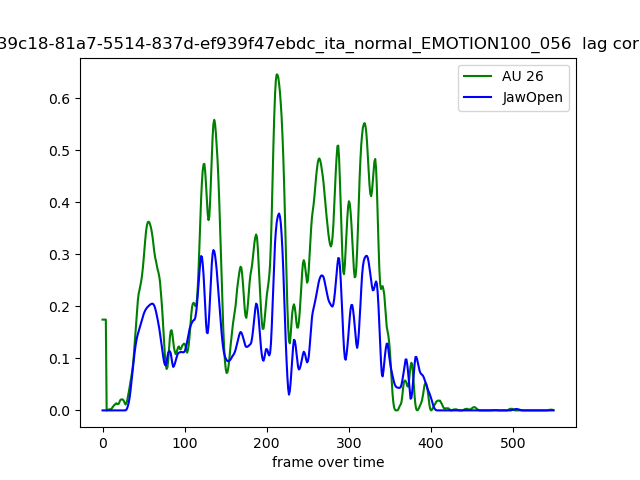 39c18-81a7-5514-837d-ef939f47ebdc_ita_normal_EMOTION100_056 lag cor
AU 26
JawOpen
0.6
0.5
0.4
0.3
0.2
0.1
0.0
0 100 200 300 400 500
frame over time